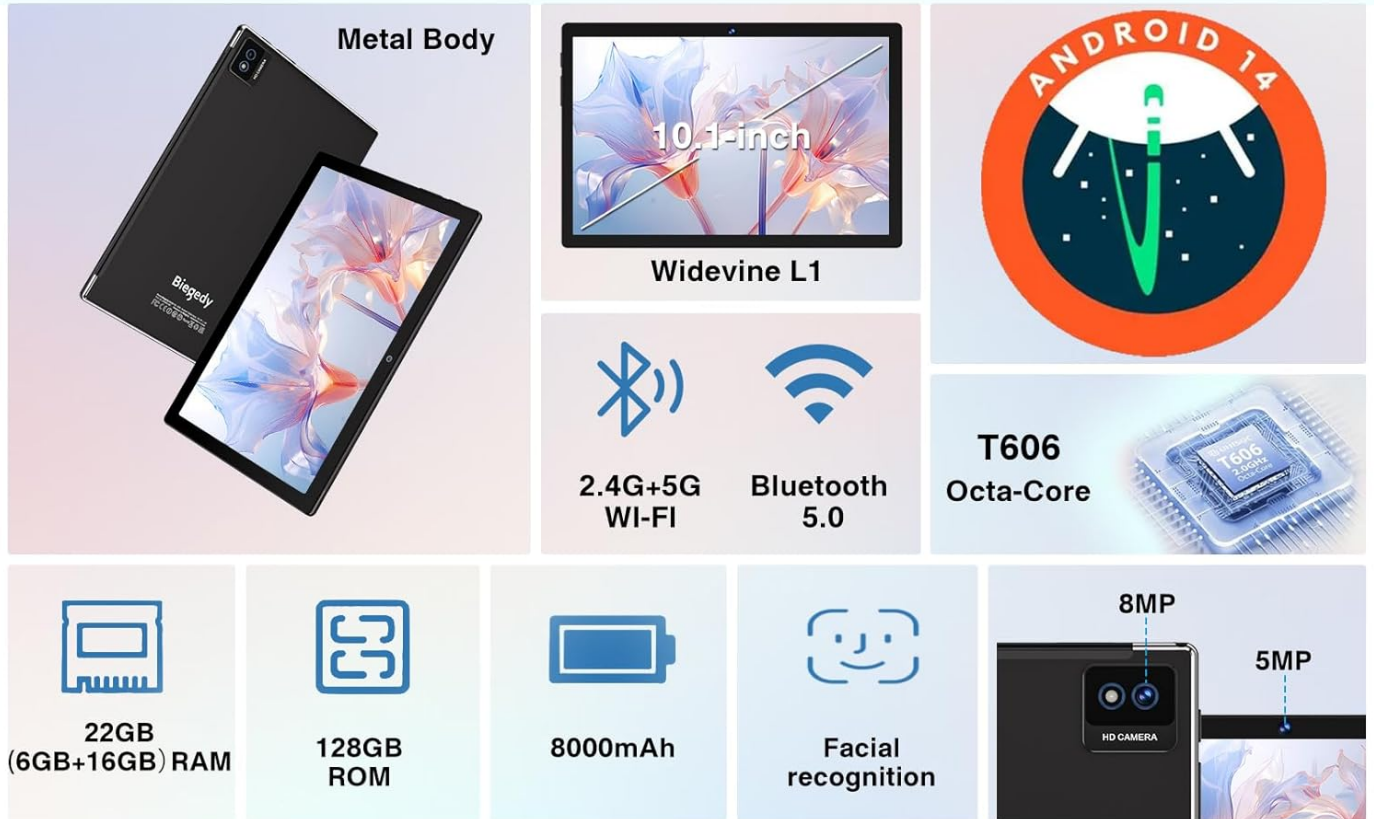 Metal Body
HD CAMERA
Biegedy
10.1-inch
Widevine L1
ANDROID 14
2.4G+5G
WI-FI
Bluetooth
5.0
T606
Octa-Core
T606
2.0GHz
Octa-Core
22GB
(6GB+16GB) RAM
128GB
ROM
8000mAh
Facial
recognition
8MP
5MP
HD CAMERA